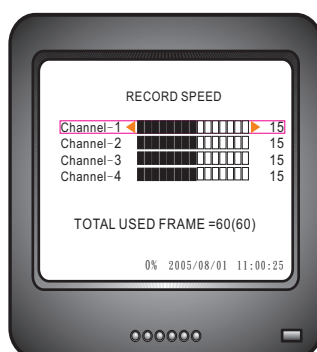 RECORD SPEED
Channel-1 15
Channel-2 15
Channel-3 15
Channel-4 15
TOTAL USED FRAME =60(60)
0% 2005/08/01 11:00:25